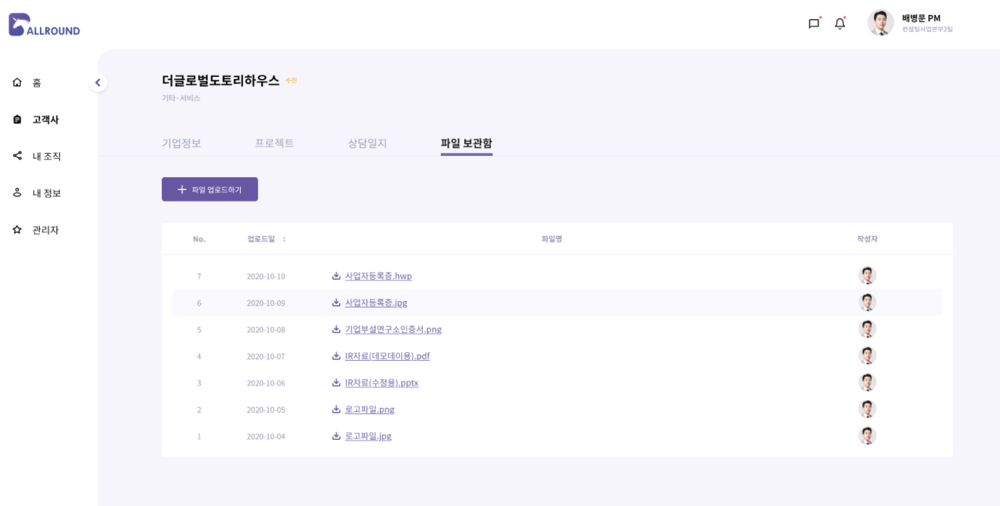 ALLROUND
배병문 PM
컨설팅사업본부2팀
홈
고객사
내 조직
내 정보
관리자
더글로벌도토리하우스 수진
기타·서비스
기업정보 프로젝트 상담일지 파일 보관함
파일 업로드하기
No. 업로드일 파일명 작성자
7 2020-10-10 사업자등록증.hwp
6 2020-10-09 사업자등록증.jpg
5 2020-10-08 기업부설연구소인증서.png
4 2020-10-07 IR자료(데모데이용).pdf
3 2020-10-06 IR자료(수정용).pptx
2 2020-10-05 로고파일.png
1 2020-10-04 로고파일.jpg